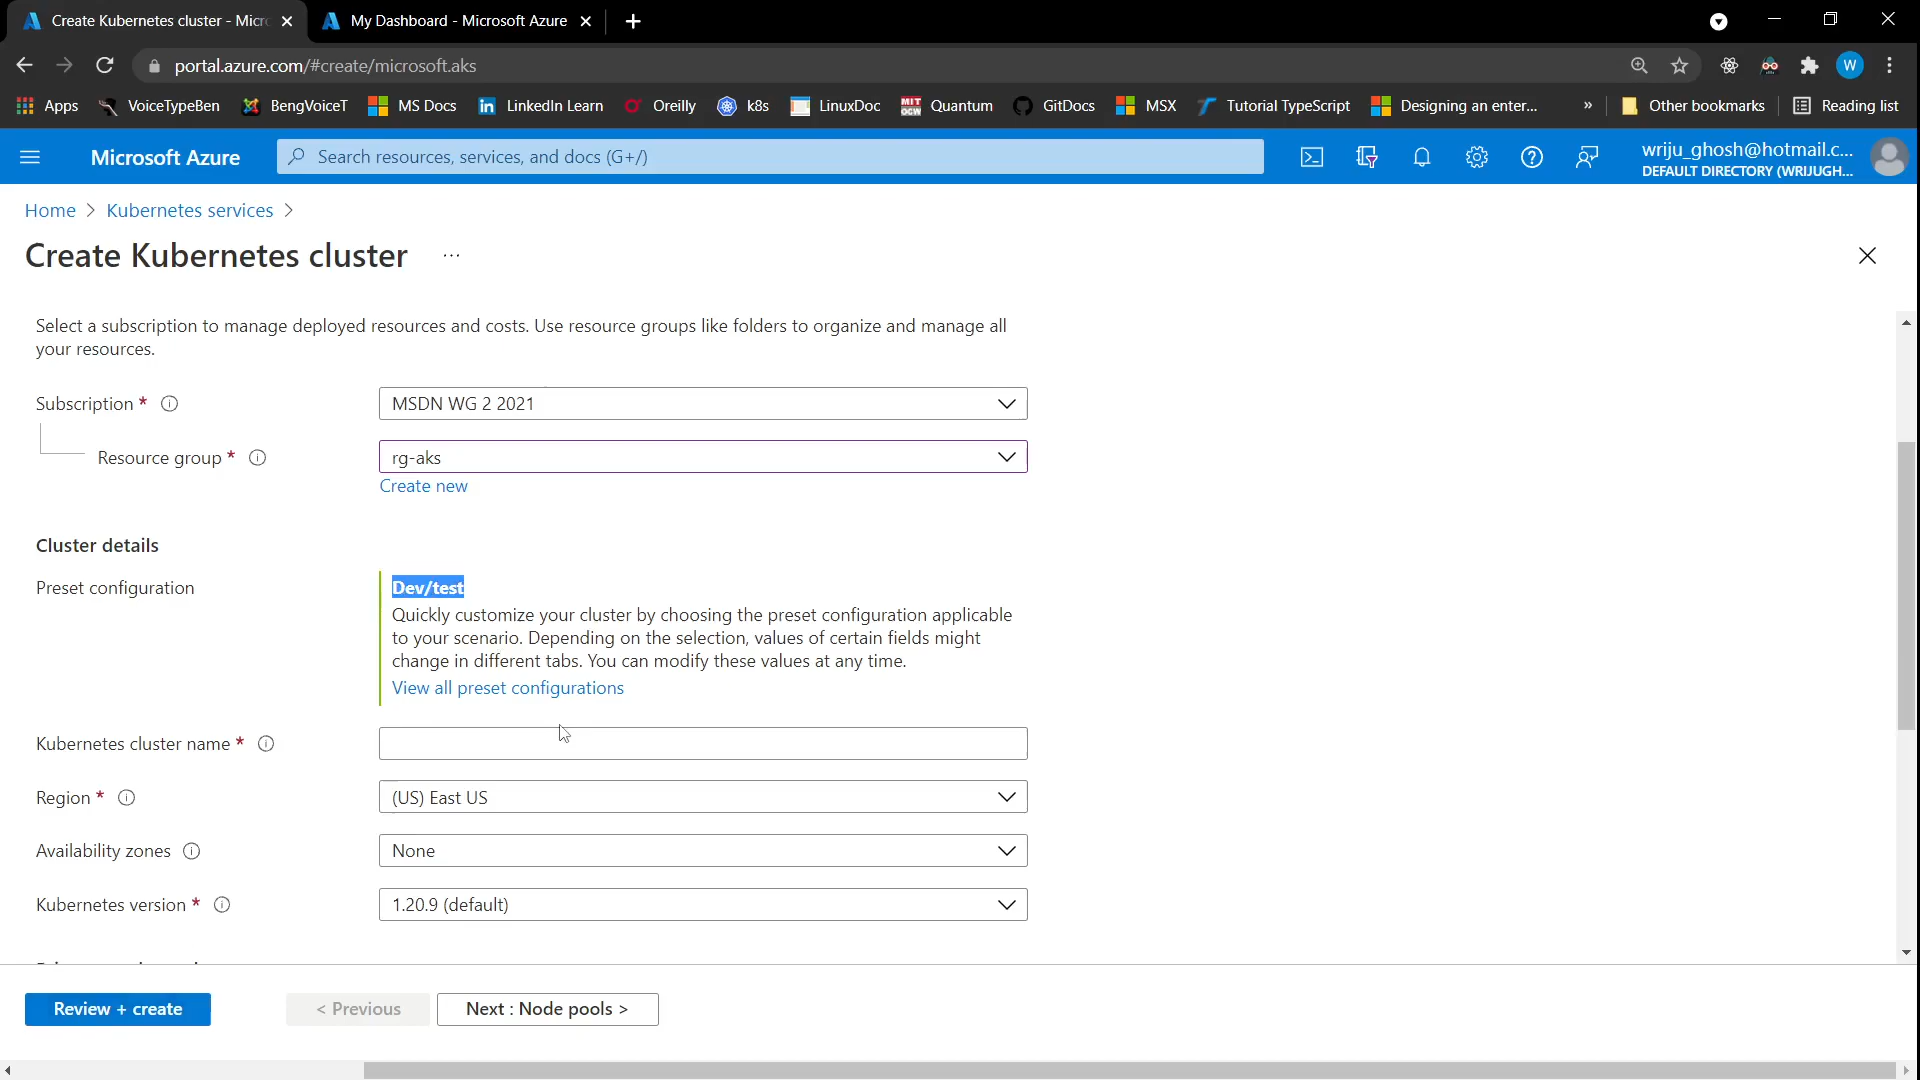 Create Kubernetes cluster - Micr
My Dashboard - Microsoft Azure
portal.azure.com/#create/microsoft.aks
W
Apps
VoiceTypeBen
BengVoiceT
MS Docs
LinkedIn Learn
Oreilly
k8s
LinuxDoc
MIT OCW Quantum
GitDocs
MSX
Tutorial TypeScript
Designing an enter...
»
Other bookmarks
Reading list
Microsoft Azure
Search resources, services, and docs (G+/)
wriju_ghosh@hotmail.c...
DEFAULT DIRECTORY (WRIJUGH...
Home > Kubernetes services >
Create Kubernetes cluster ...
Select a subscription to manage deployed resources and costs. Use resource groups like folders to organize and manage all
your resources.
Subscription *
MSDN WG 2 2021
Resource group *
rg-aks
Create new
Cluster details
Preset configuration
Dev/test
Quickly customize your cluster by choosing the preset configuration applicable
to your scenario. Depending on the selection, values of certain fields might
change in different tabs. You can modify these values at any time.
View all preset configurations
Kubernetes cluster name *
Region *
(US) East US
Availability zones
None
Kubernetes version *
1.20.9 (default)
Review + create
< Previous
Next : Node pools >